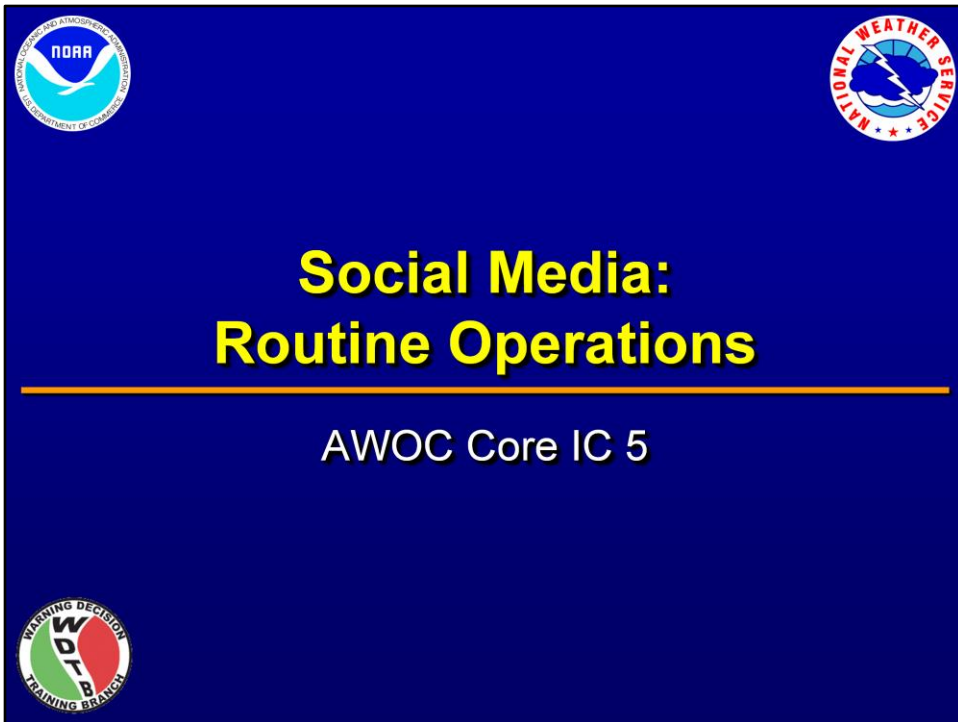 NATIONAL OCEANIC AND ATMOSPHERIC ADMINISTRATION
NOAA
U.S. DEPARTMENT OF COMMERCE
NATIONAL WEATHER SERVICE
Social Media:
Routine Operations
AWOC Core IC 5
WARNING DECISION
WDTB
TRAINING BRANCH